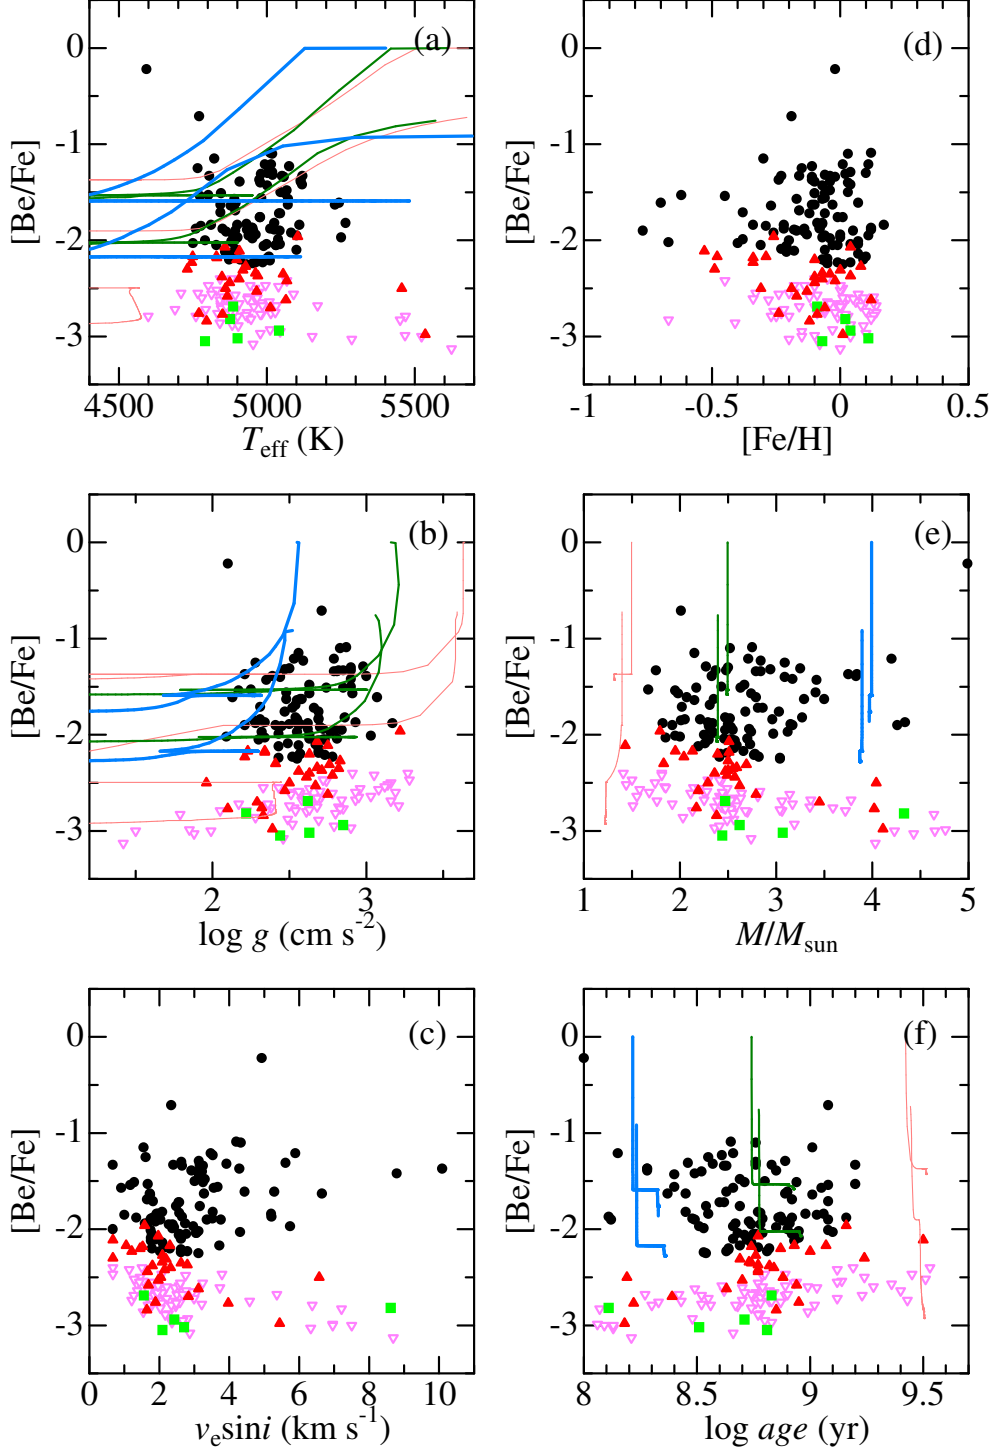 (a)
0
-1
-2
-3
[Be/Fe]
4500 5000 5500
T_eff (K)
(d)
0
-1
-2
-3
[Be/Fe]
-1 -0.5 0 0.5
[Fe/H]
(b)
0
-1
-2
-3
[Be/Fe]
2 3
log g (cm s^-2)
(e)
0
-1
-2
-3
[Be/Fe]
1 2 3 4 5
M/M_sun
(c)
0
-1
-2
-3
[Be/Fe]
0 2 4 6 8 10
v_e sin i (km s^-1)
(f)
0
-1
-2
-3
[Be/Fe]
8 8.5 9 9.5
log age (yr)